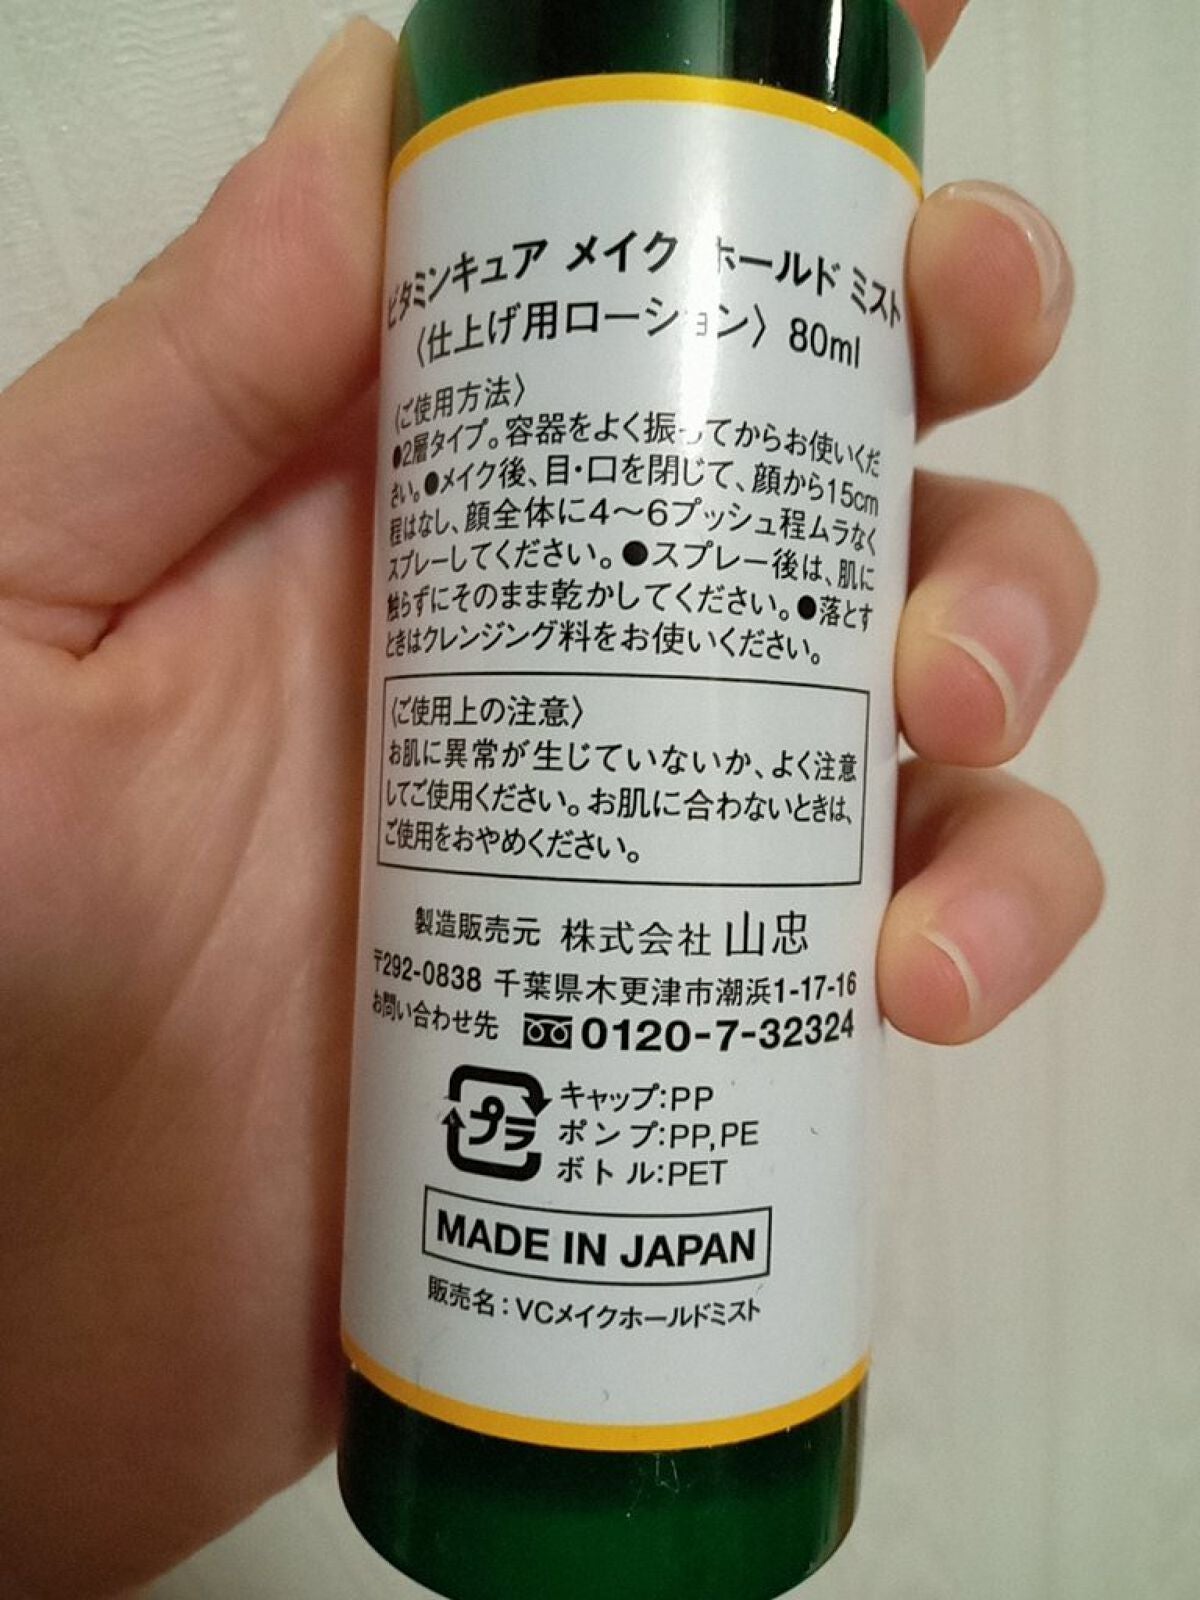 ビタミンキュア メイク ホールド ミスト
〈仕上げ用ローション〉 80ml
〈ご使用方法〉
●2層タイプ。容器をよく振ってからお使いくだ
さい。●メイク後、目・口を閉じて、顔から15cm
程はなし、顔全体に4〜6プッシュ程ムラなく
スプレーしてください。●スプレー後は、肌に
触らずにそのまま乾かしてください。●落とす
ときはクレンジング料をお使いください。
〈ご使用上の注意〉
お肌に異常が生じていないか、よく注意
してご使用ください。お肌に合わないときは、
ご使用をおやめください。
製造販売元 株式会社 山忠
〒292-0838 千葉県木更津市潮浜1-17-16
お問い合わせ先 0120-7-32324
プラ
キャップ:PP
ポンプ:PP,PE
ボトル:PET
MADE IN JAPAN
販売名:VCメイクホールドミスト